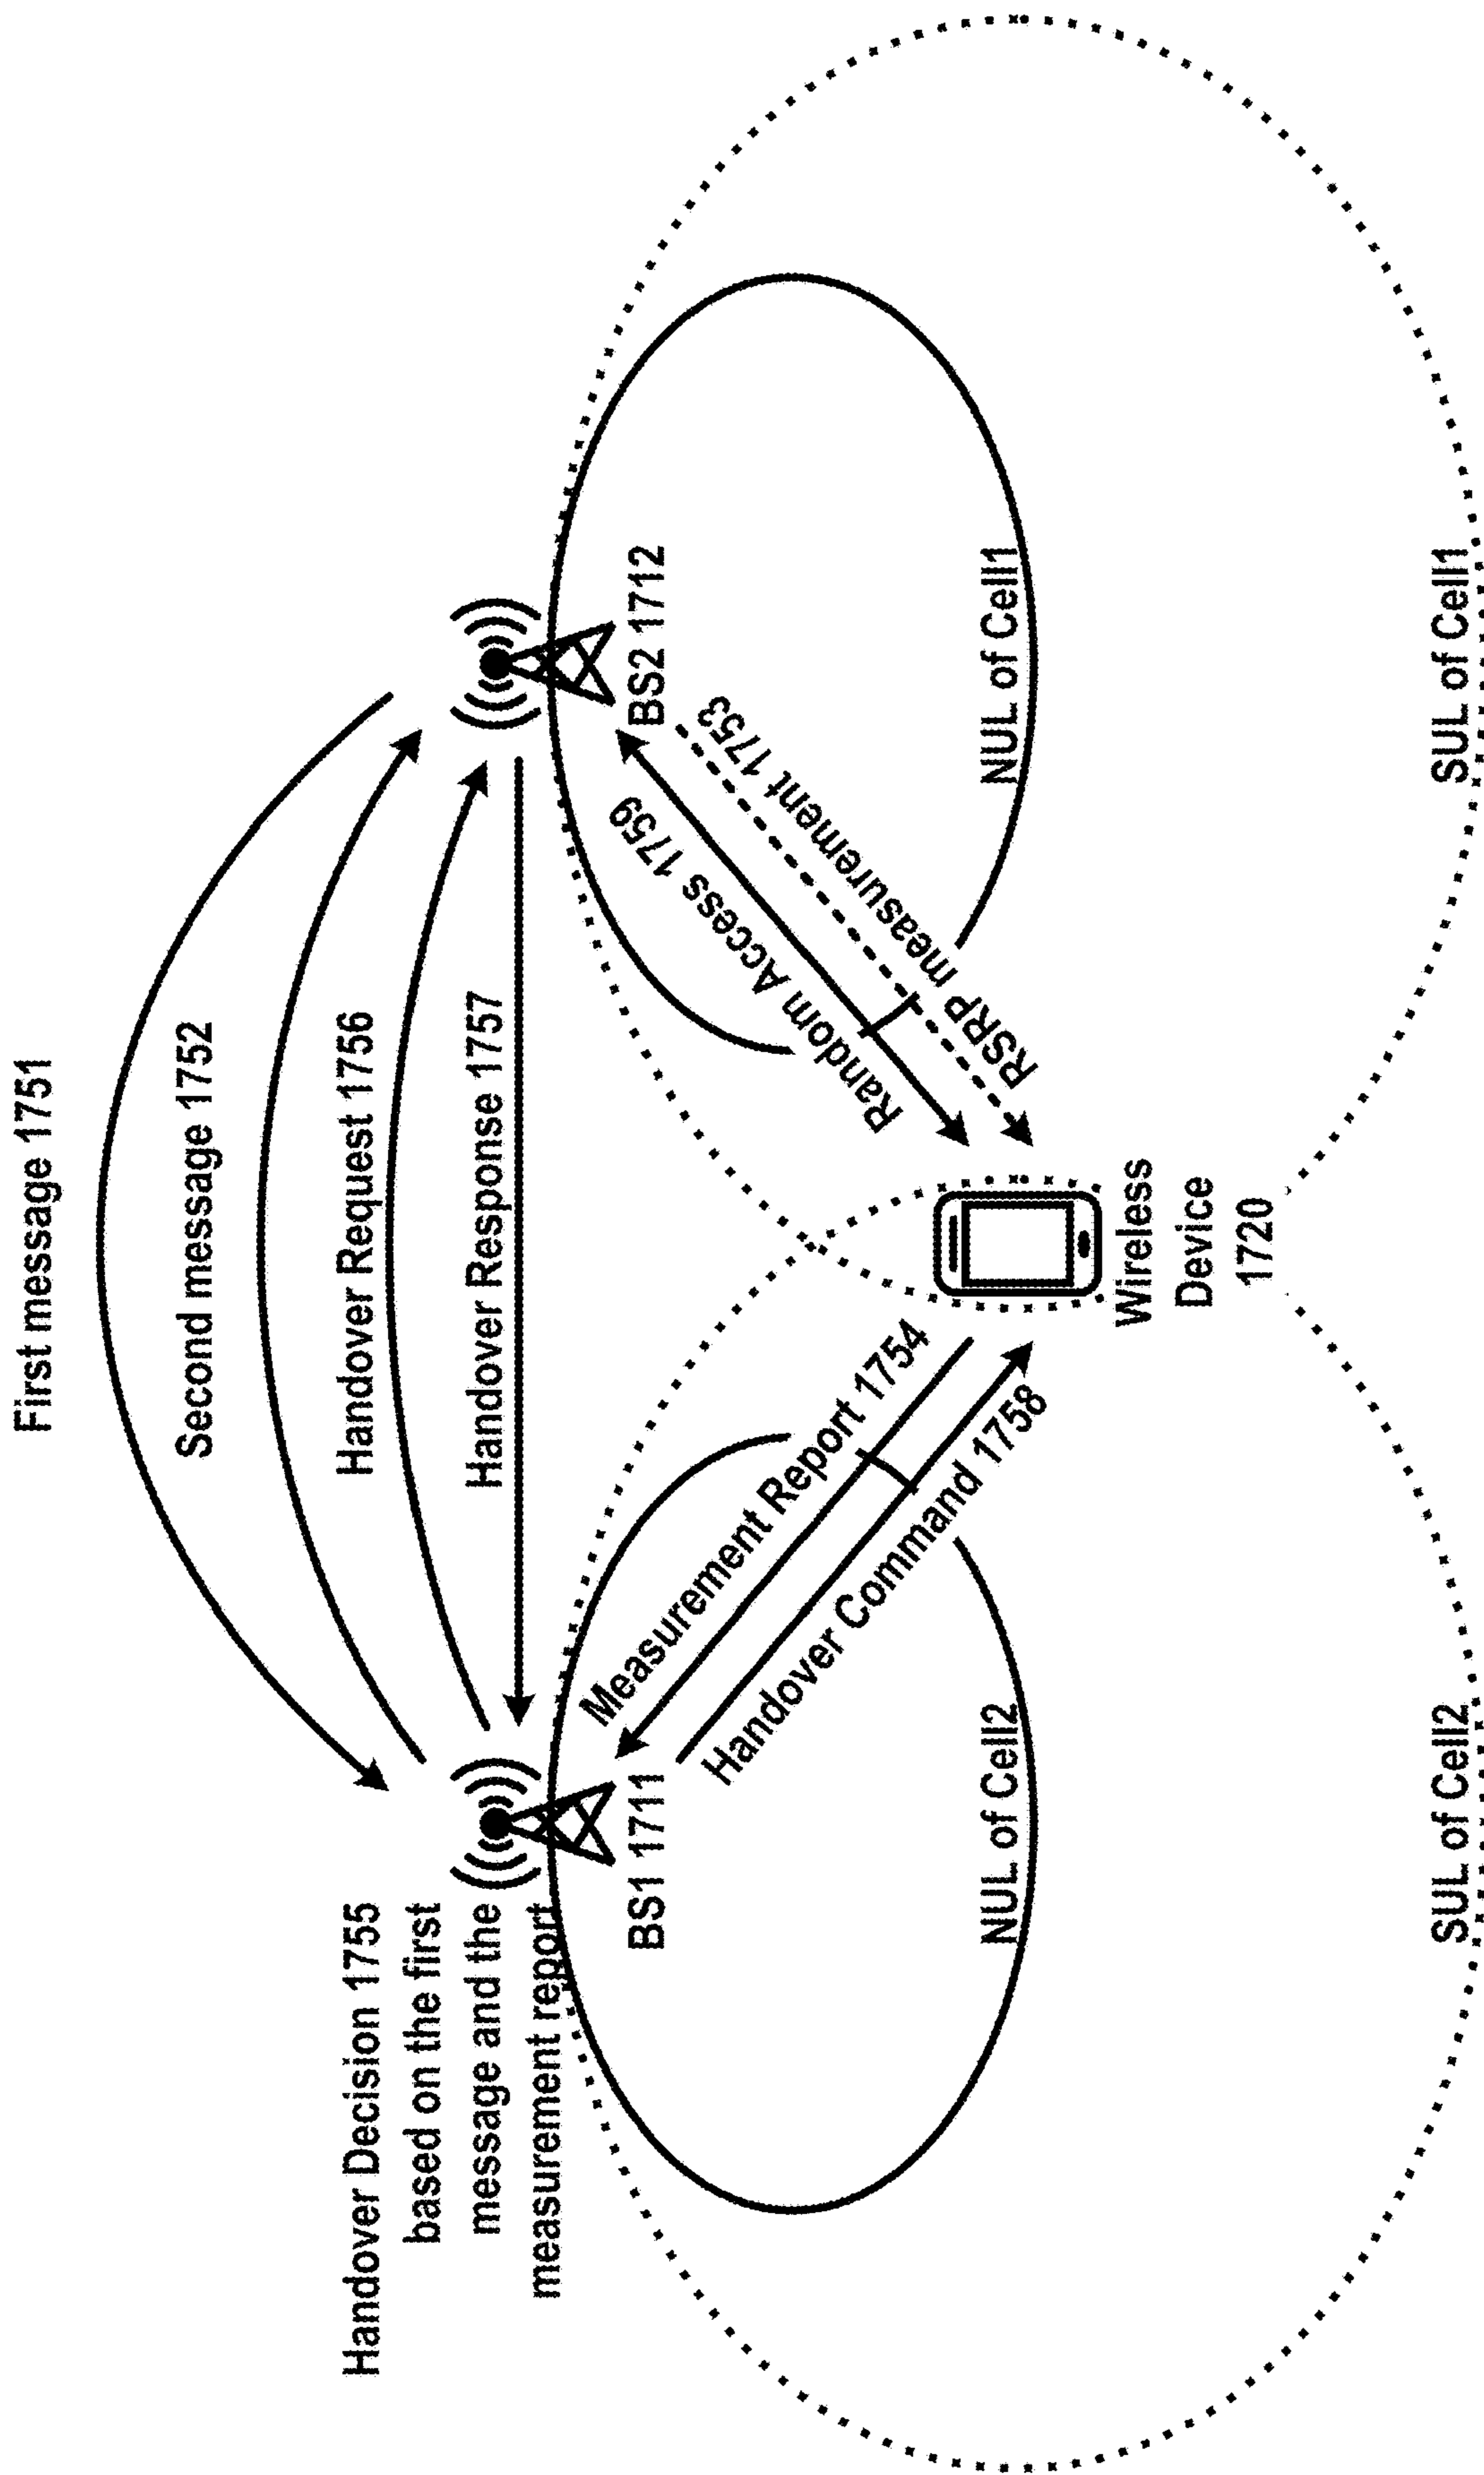 First message 1751
Second message 1752
Handover Request 1756
Handover Response 1757
Handover Decision 1755
based on the first
message and the
measurement report
BS1 1711
BS2 1712
Measurement Report 1754
Handover Command 1758
Random Access 1759
RSRP measurement 1753
Wireless
Device
1720
NUL of Cell2
NUL of Cell1
SUL of Cell2
SUL of Cell1